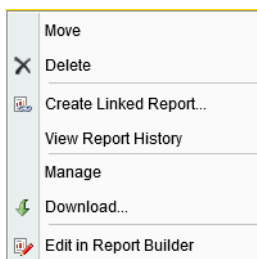 Move
Delete
Create Linked Report...
View Report History
Manage
Download...
Edit in Report Builder